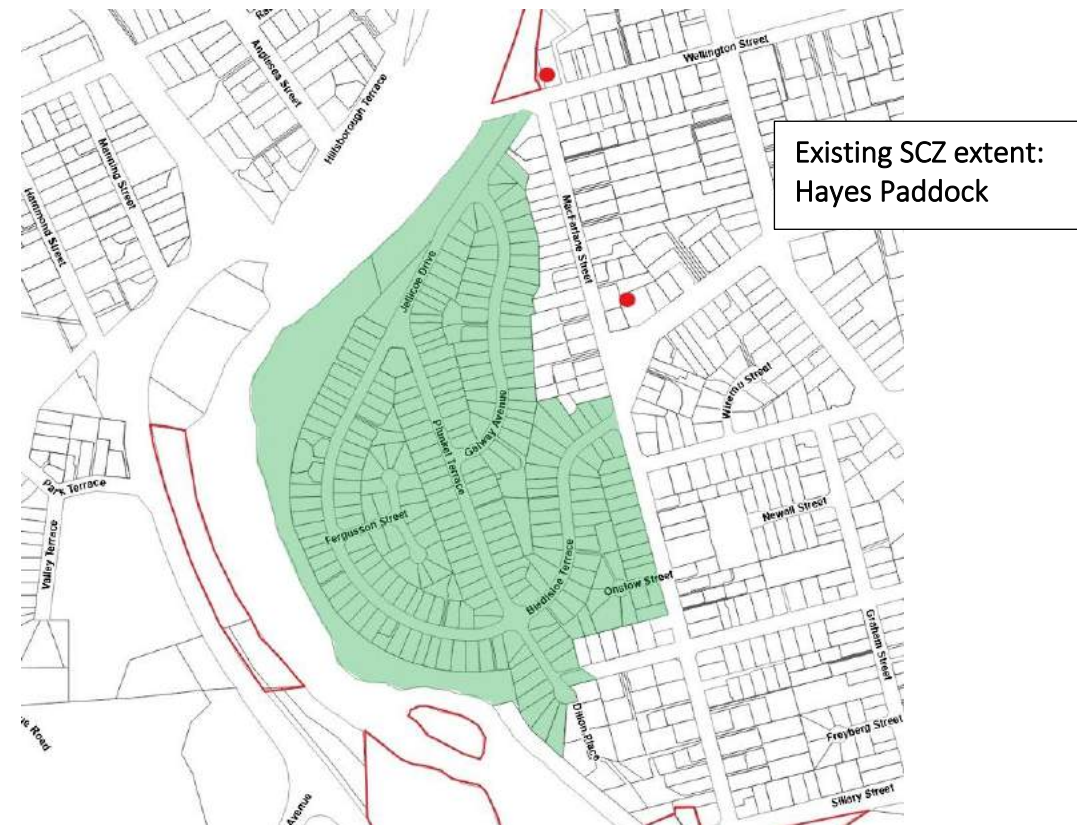 Anglesea Street
Hillsborough Terrace
Wellington Street
Existing SCZ extent:
Hayes Paddock
Manning Street
Hammond Street
MacFarlane Street
Jellicoe Drive
Wiremu Street
Galway Avenue
Plunket Terrace
Park Terrace
Fergusson Street
Newall Street
Valley Terrace
Bledisloe Terrace
Onslow Street
Graham Street
Dillon Place
Freyberg Street
Road
Avenue
Sillary Street